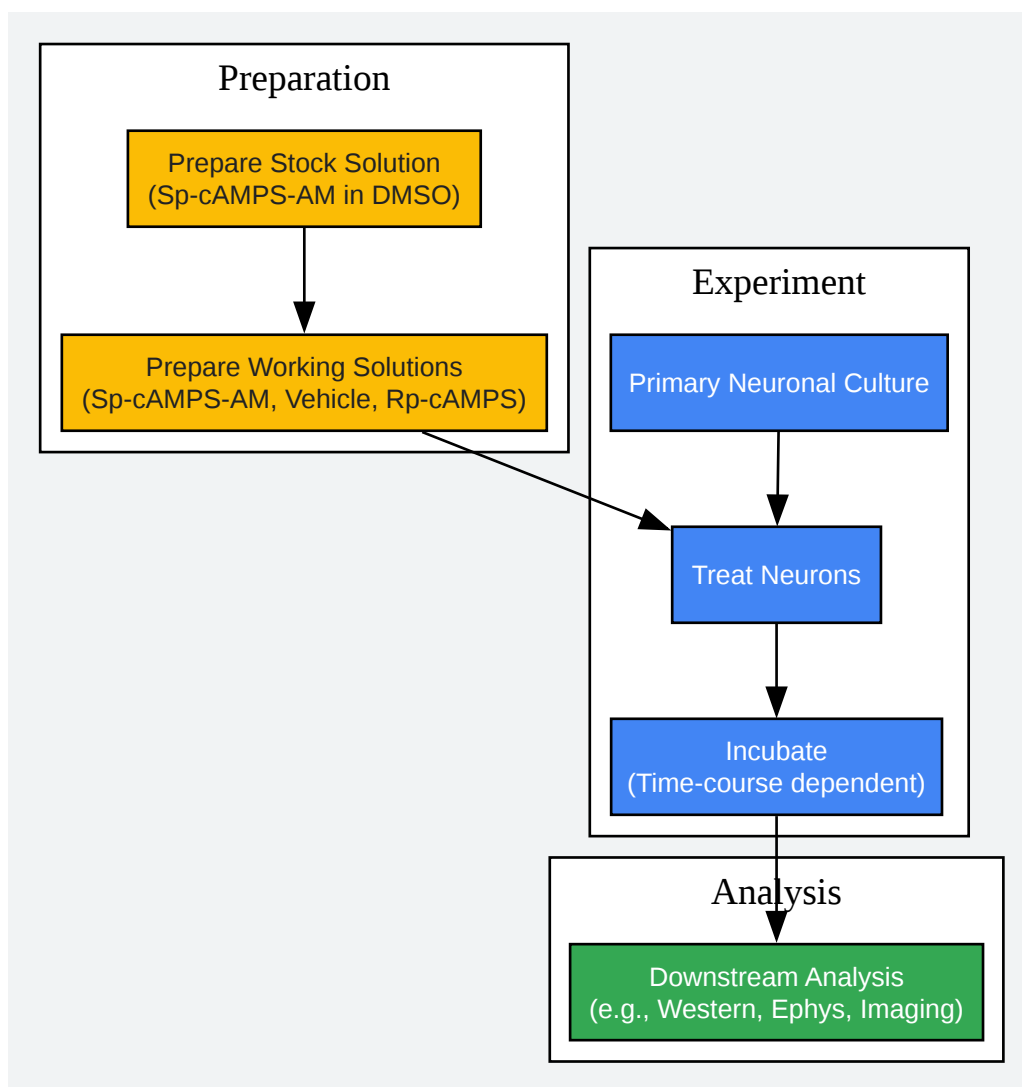 Preparation
Prepare Stock Solution
(Sp-cAMPS-AM in DMSO)
Prepare Working Solutions
(Sp-cAMPS-AM, Vehicle, Rp-cAMPS)
Experiment
Primary Neuronal Culture
Treat Neurons
Incubate
(Time-course dependent)
Analysis
Downstream Analysis
(e.g., Western, Ephys, Imaging)